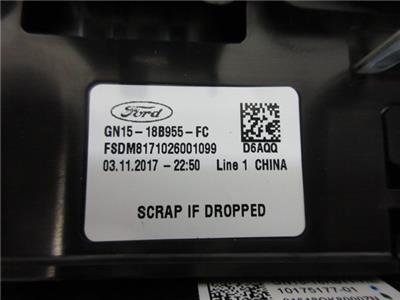 Ford
GN15-18B955-FC
FSDM8171026001099 D6AQQ
03.11.2017-22:50 Line 1 CHINA
SCRAP IF DROPPED
10175177-01